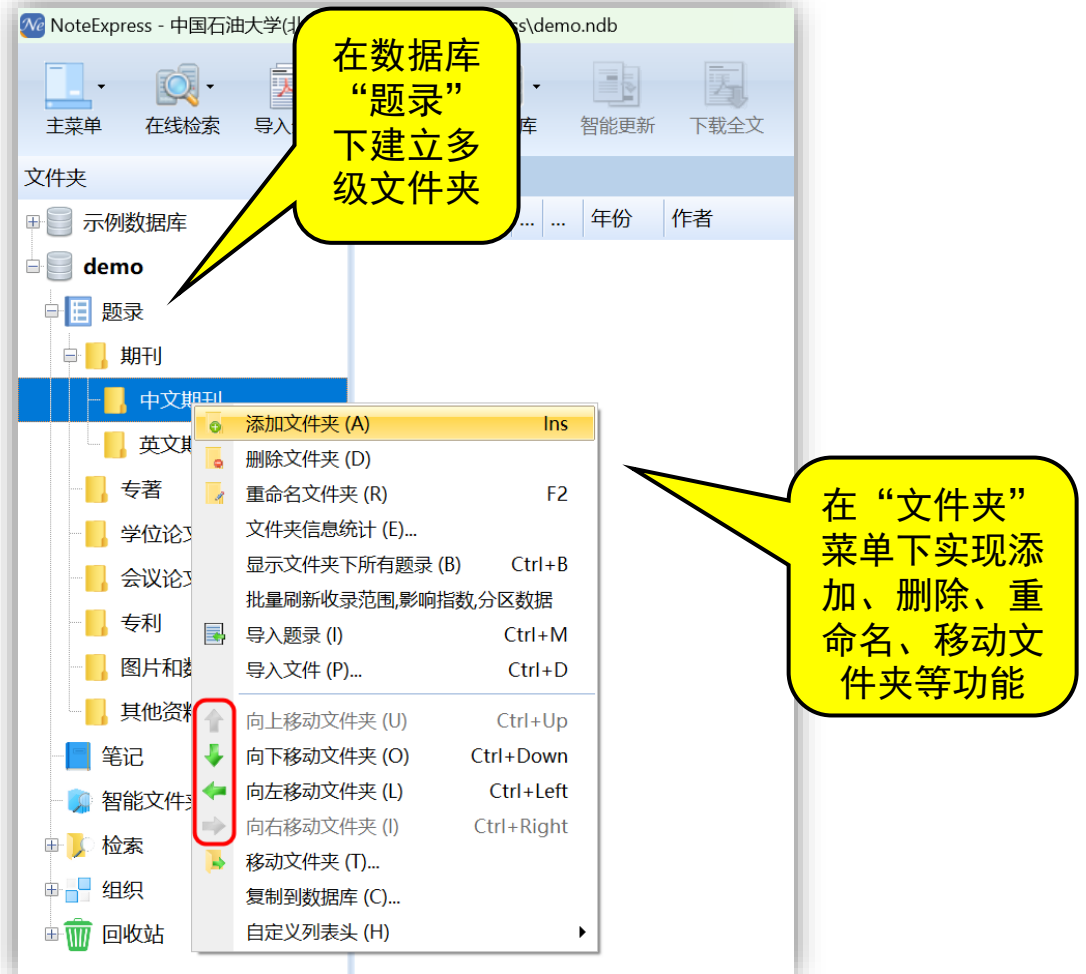 NoteExpress - 中国石油大学(北
ss\demo.ndb
在数据库
“题录”
下建立多
级文件夹
主菜单
在线检索
导入
库
智能更新
下载全文
文件夹
... ... 年份 作者
示例数据库
demo
题录
期刊
中文期刊
英文期
专著
学位论文
会议论文
专利
图片和数
其他资料
笔记
智能文件夹
检索
组织
回收站
添加文件夹 (A) Ins
删除文件夹 (D)
重命名文件夹 (R) F2
文件夹信息统计 (E)...
显示文件夹下所有题录 (B) Ctrl+B
批量刷新收录范围,影响指数,分区数据
导入题录 (I) Ctrl+M
导入文件 (P)... Ctrl+D
向上移动文件夹 (U) Ctrl+Up
向下移动文件夹 (O) Ctrl+Down
向左移动文件夹 (L) Ctrl+Left
向右移动文件夹 (I) Ctrl+Right
移动文件夹 (T)...
复制到数据库 (C)...
自定义列表头 (H)
在“文件夹”
菜单下实现添
加、删除、重
命名、移动文
件夹等功能